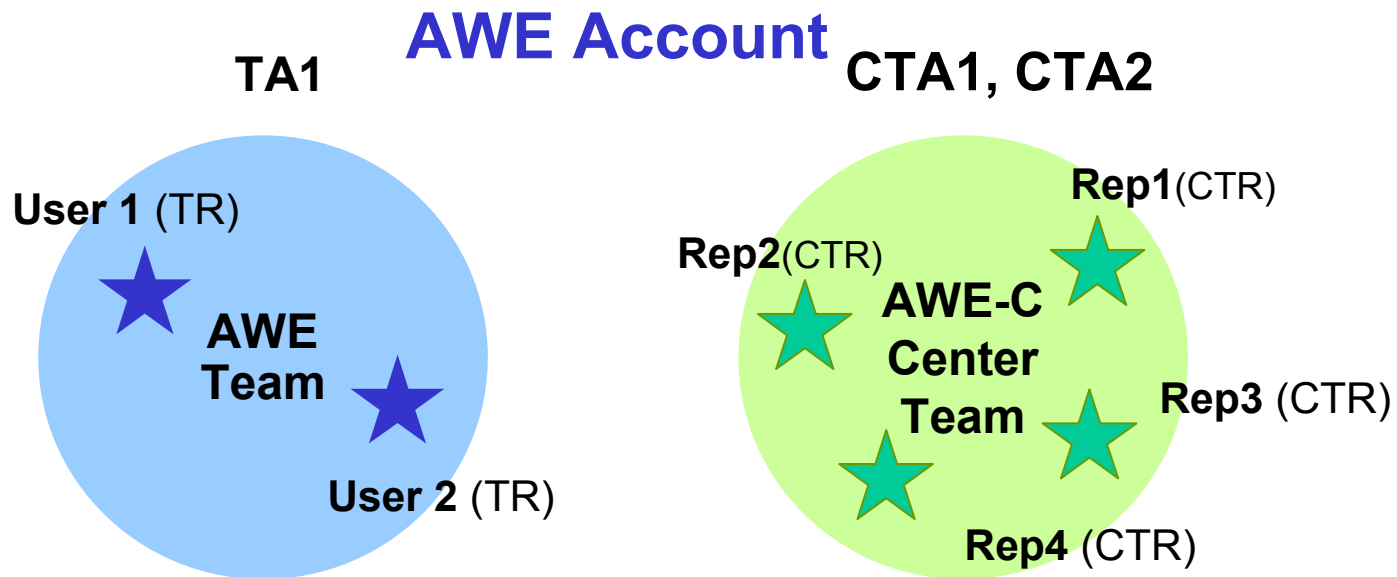 AWE Account
TA1
CTA1, CTA2
User 1 (TR)
AWE
Team
User 2 (TR)
Rep1(CTR)
Rep2(CTR)
AWE-C
Center
Team
Rep3 (CTR)
Rep4 (CTR)